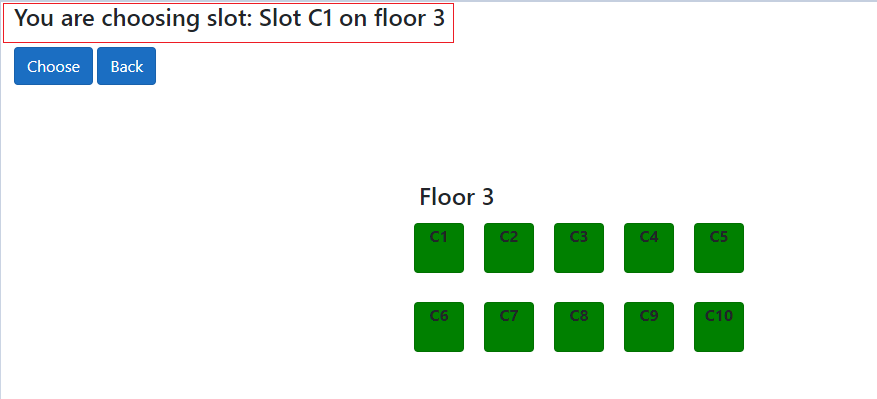 You are choosing slot: Slot C1 on floor 3
Choose Back
Floor 3
C1 C2 C3 C4 C5
C6 C7 C8 C9 C10